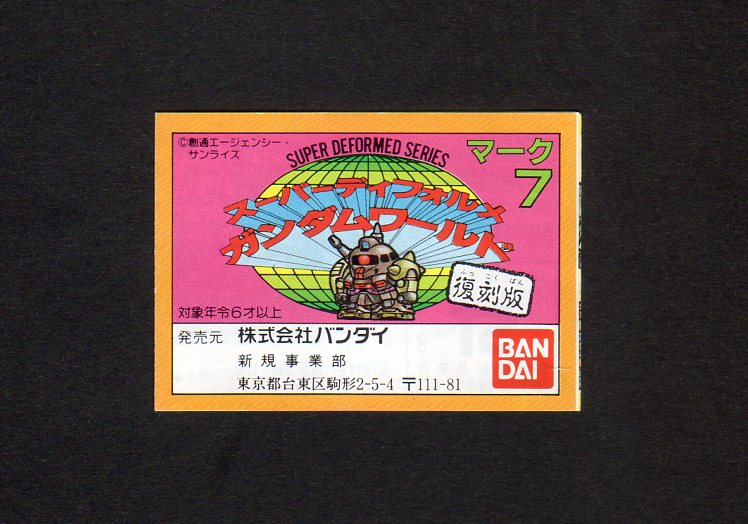 ©創通エージェンシー・
サンライズ
SUPER DEFORMED SERIES
マーク
7
スーパーディフォルメ
ガンダムワールド
ふっこくばん
復刻版
対象年令6才以上
発売元 株式会社バンダイ
新規事業部
東京都台東区駒形2-5-4 〒111-81
BAN
DAI